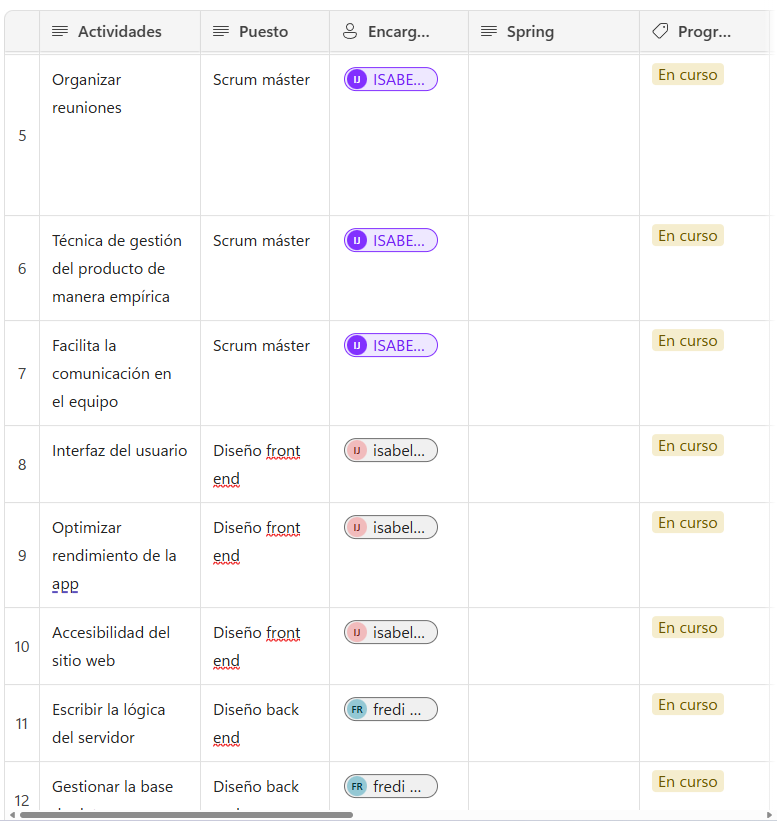 Actividades Puesto Encarg... Spring Progr...
5 Organizar reuniones Scrum máster IJ ISABE... En curso
6 Técnica de gestión del producto de manera empírica Scrum máster IJ ISABE... En curso
7 Facilita la comunicación en el equipo Scrum máster IJ ISABE... En curso
8 Interfaz del usuario Diseño front end IJ isabel... En curso
9 Optimizar rendimiento de la app Diseño front end IJ isabel... En curso
10 Accesibilidad del sitio web Diseño front end IJ isabel... En curso
11 Escribir la lógica del servidor Diseño back end FR fredi ... En curso
12 Gestionar la base Diseño back FR fredi ... En curso